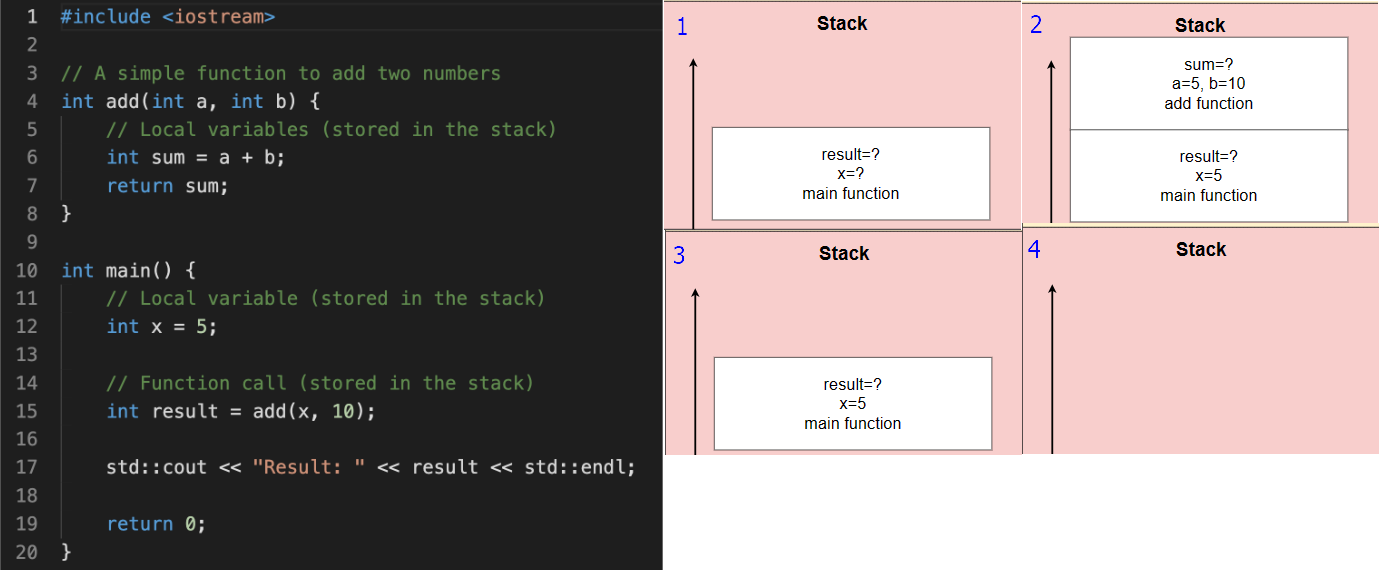 1 #include <iostream>
2
3 // A simple function to add two numbers
4 int add(int a, int b) {
5     // Local variables (stored in the stack)
6     int sum = a + b;
7     return sum;
8 }
9
10 int main() {
11     // Local variable (stored in the stack)
12     int x = 5;
13
14     // Function call (stored in the stack)
15     int result = add(x, 10);
16
17     std::cout << "Result: " << result << std::endl;
18
19     return 0;
20 }
1
Stack
result=?
x=?
main function
2
Stack
sum=?
a=5, b=10
add function
result=?
x=5
main function
3
Stack
result=?
x=5
main function
4
Stack